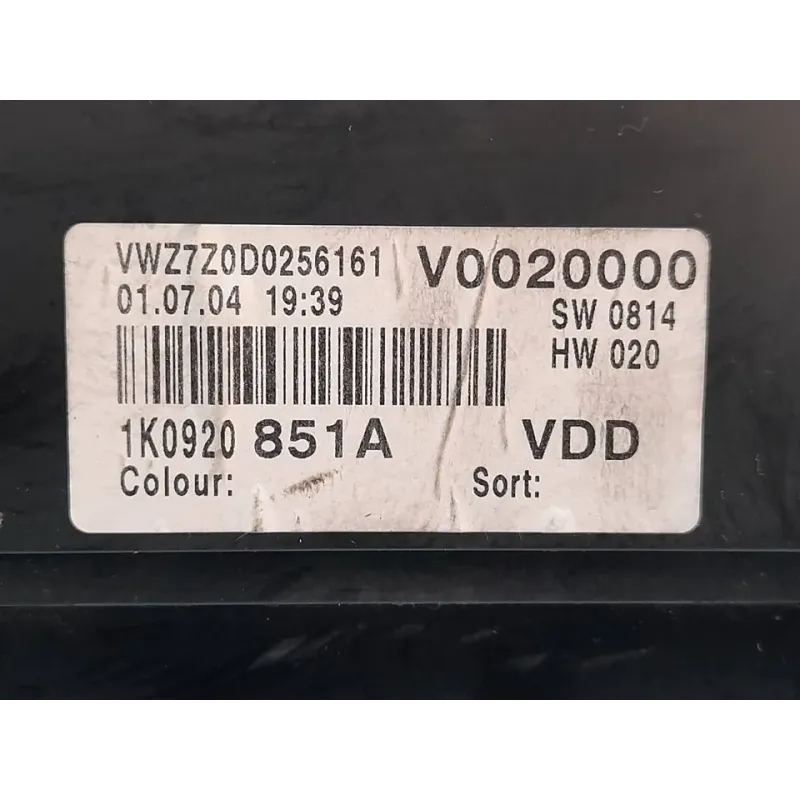 VWZ7Z0D0256161 V0020000
01.07.04 19:39 SW 0814
HW 020
1K0920 851A VDD
Colour: Sort: